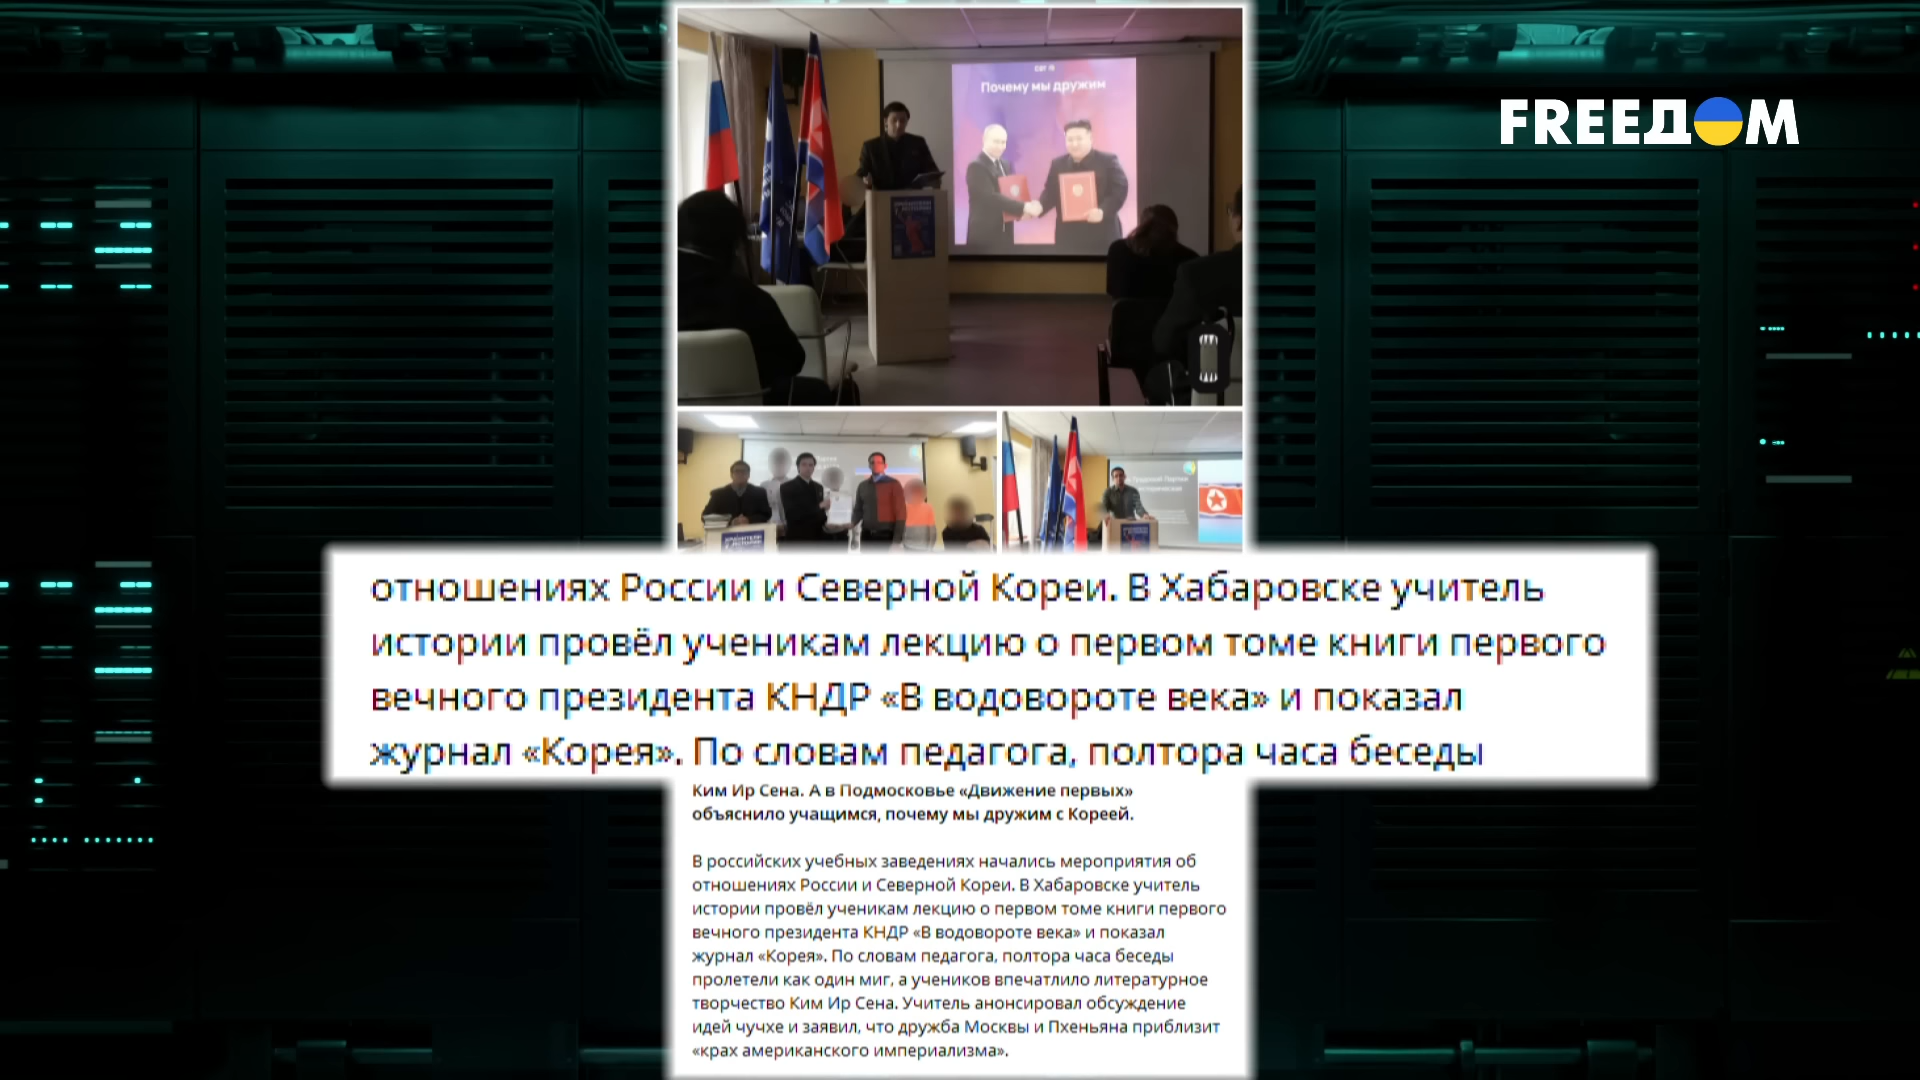 FREEДOM
Почему мы дружим
отношениях России и Северной Кореи. В Хабаровске учитель
истории провёл ученикам лекцию о первом томе книги первого
вечного президента КНДР «В водовороте века» и показал
журнал «Корея». По словам педагога, полтора часа беседы
Ким Ир Сена. А в Подмосковье «Движение первых»
объяснило учащимся, почему мы дружим с Кореей.
В российских учебных заведениях начались мероприятия об
отношениях России и Северной Кореи. В Хабаровске учитель
истории провёл ученикам лекцию о первом томе книги первого
вечного президента КНДР «В водовороте века» и показал
журнал «Корея». По словам педагога, полтора часа беседы
пролетели как один миг, а учеников впечатлило литературное
творчество Ким Ир Сена. Учитель анонсировал обсуждение
идей чучхе и заявил, что дружба Москвы и Пхеньяна приблизит
«крах американского империализма».